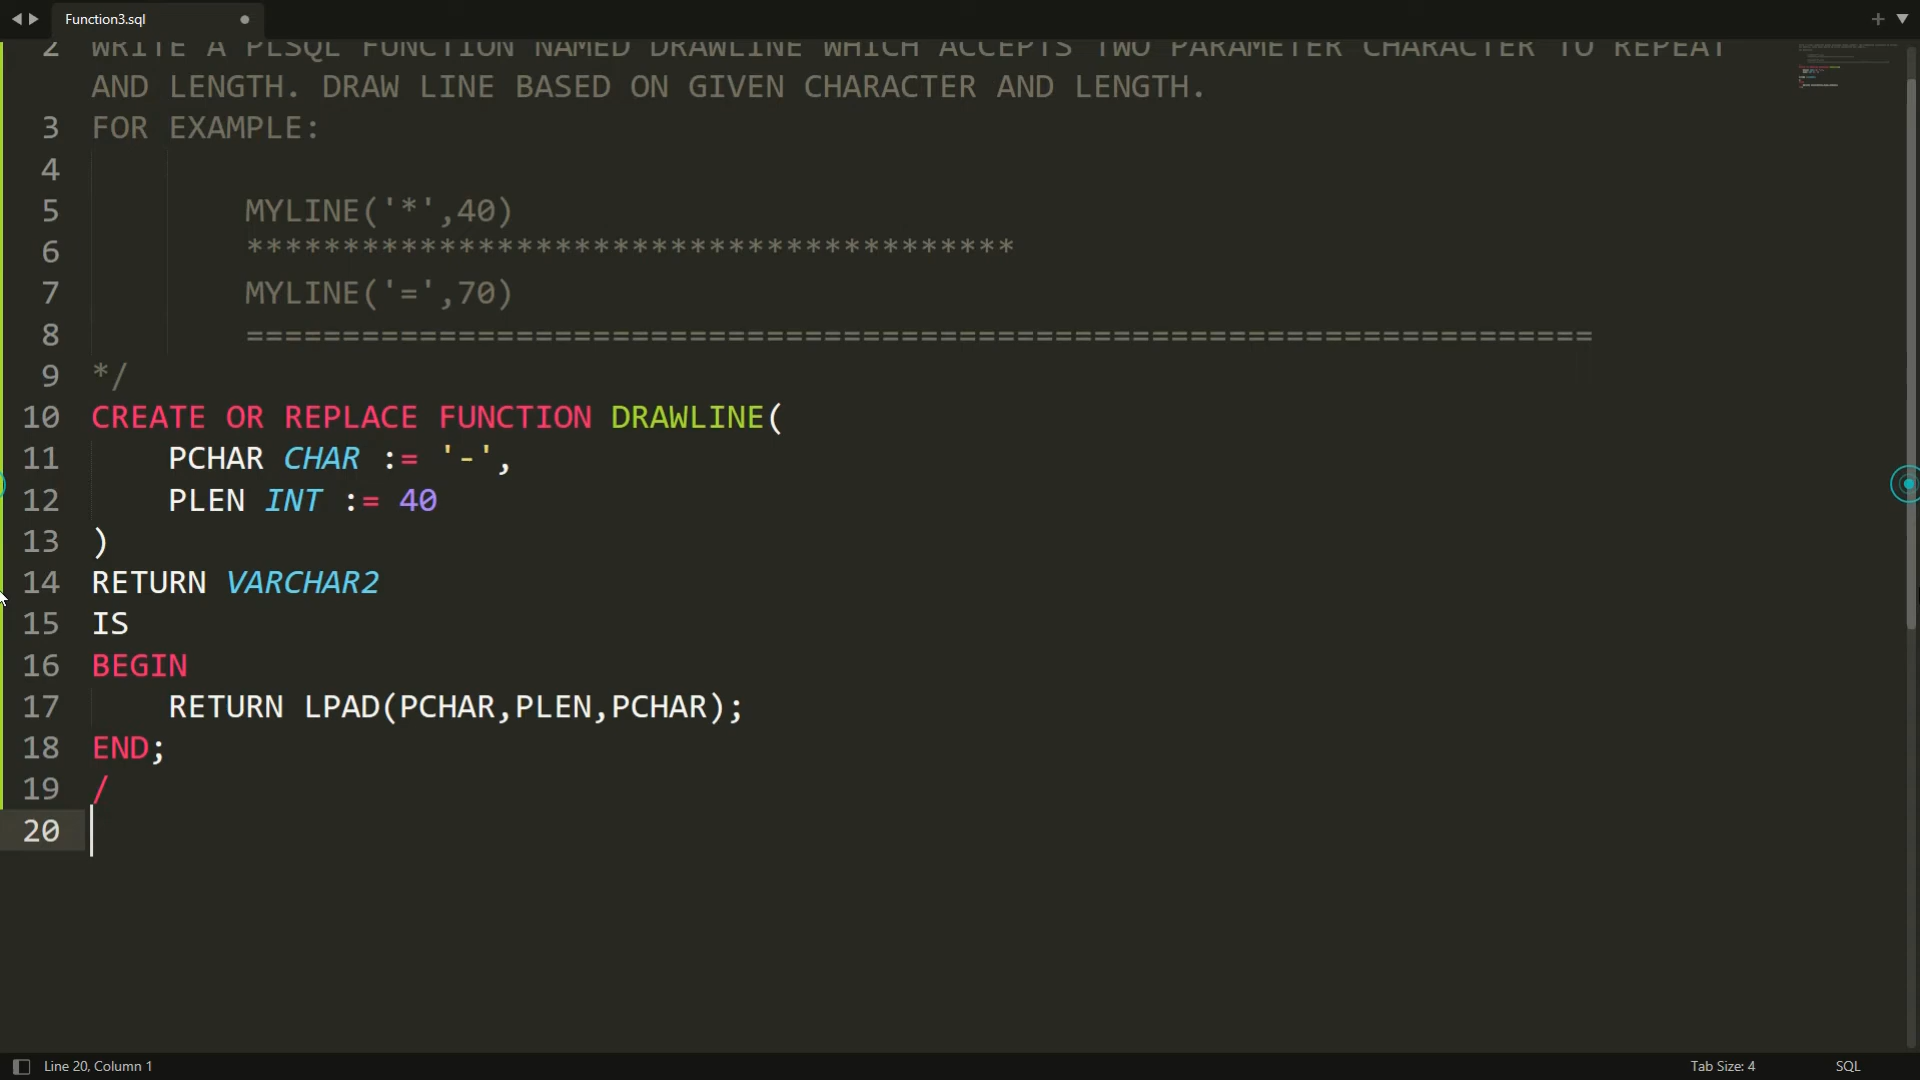 Function3.sql
2 WRITE A PLSQL FUNCTION NAMED DRAWLINE WHICH ACCEPTS TWO PARAMETER CHARACTER TO REPEAT
AND LENGTH. DRAW LINE BASED ON GIVEN CHARACTER AND LENGTH.
3 FOR EXAMPLE:
4
5 MYLINE('*',40)
6 ****************************************
7 MYLINE('=',70)
8 ======================================================================
9 */
10 CREATE OR REPLACE FUNCTION DRAWLINE(
11 PCHAR CHAR := '-',
12 PLEN INT := 40
13 )
14 RETURN VARCHAR2
15 IS
16 BEGIN
17 RETURN LPAD(PCHAR,PLEN,PCHAR);
18 END;
19 /
20
Line 20, Column 1
Tab Size: 4
SQL